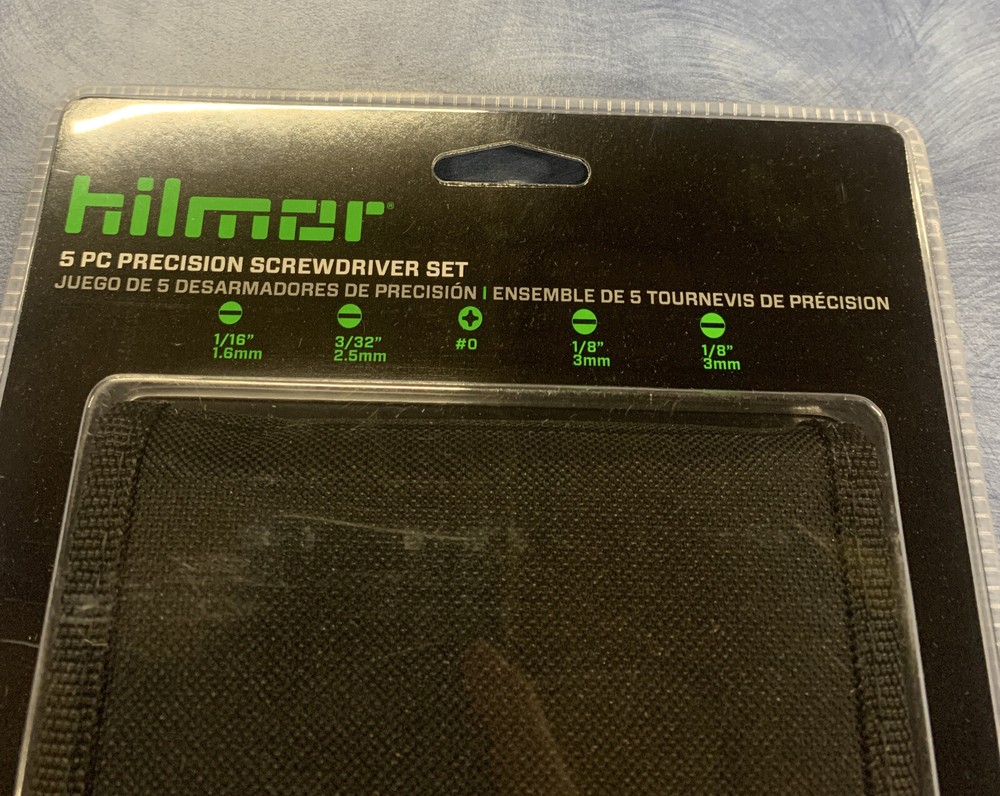 hilmor®
5 PC PRECISION SCREWDRIVER SET
JUEGO DE 5 DESARMADORES DE PRECISIÓN | ENSEMBLE DE 5 TOURNEVIS DE PRÉCISION
1/16” 3/32” #0 1/8” 1/8”
1.6mm 2.5mm 3mm 3mm